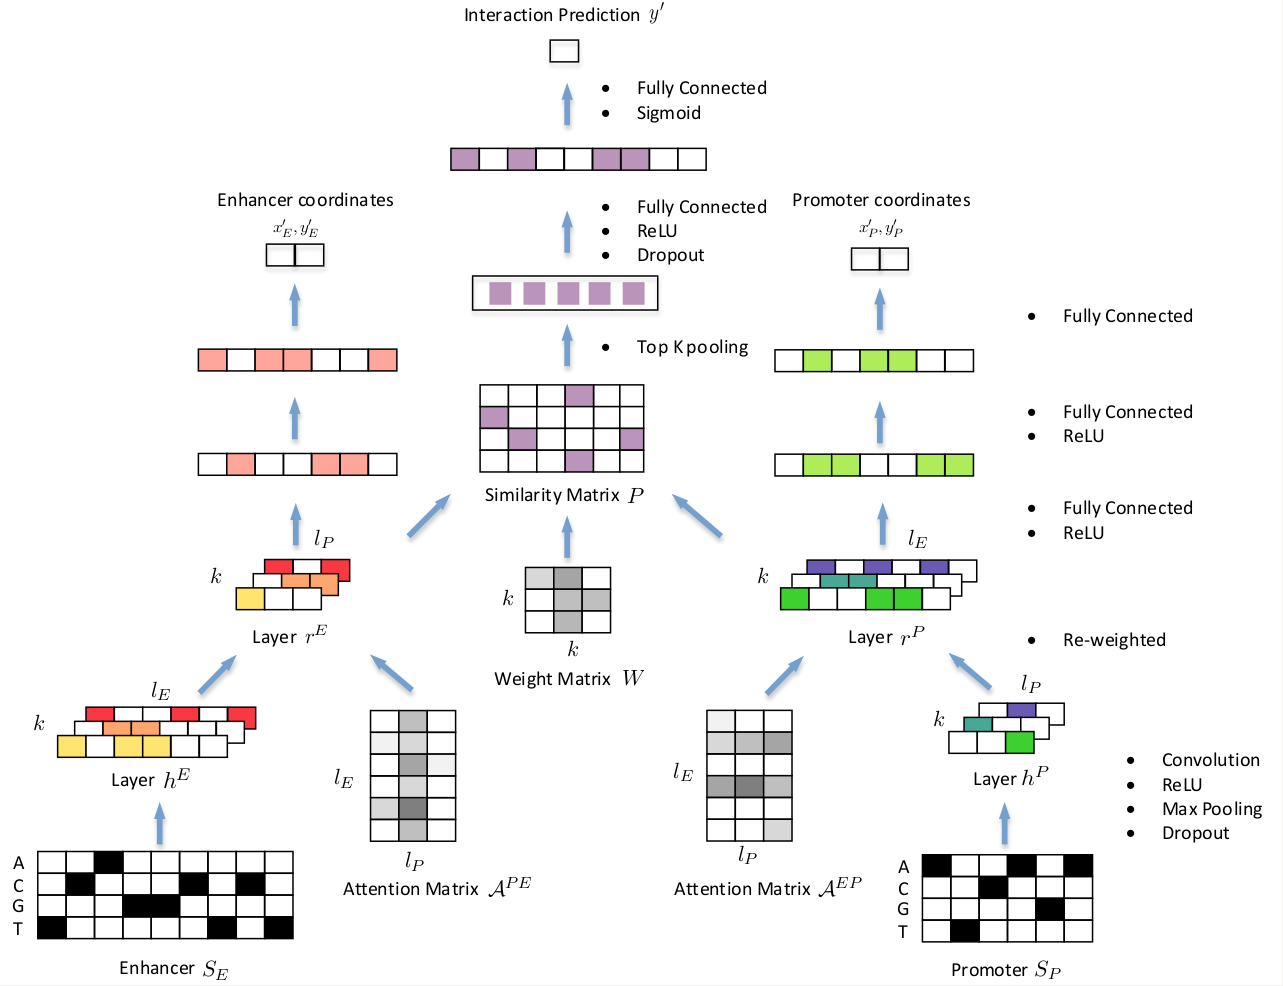 Interaction Prediction y′
• Fully Connected
• Sigmoid
Enhancer coordinates
x′_E, y′_E
• Fully Connected
• ReLU
• Dropout
Promoter coordinates
x′_P, y′_P
• Fully Connected
• Top K pooling
• Fully Connected
• ReLU
Similarity Matrix P
• Fully Connected
• ReLU
l_P
k
Layer r^E
k
k
Weight Matrix W
l_E
k
Layer r^P
• Re-weighted
l_E
k
Layer h^E
l_E
l_P
Attention Matrix 𝒜^{PE}
l_E
l_P
Attention Matrix 𝒜^{EP}
l_P
k
Layer h^P
• Convolution
• ReLU
• Max Pooling
• Dropout
A
C
G
T
Enhancer S_E
A
C
G
T
Promoter S_P